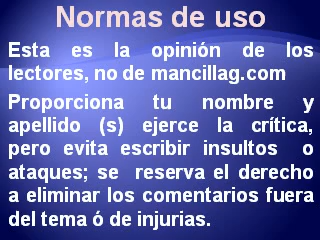 Normas de uso
Esta es la opinión de los
lectores, no de mancillag.com
Proporciona tu nombre y
apellido (s) ejerce la crítica,
pero evita escribir insultos o
ataques; se reserva el derecho
a eliminar los comentarios fuera
del tema ó de injurias.